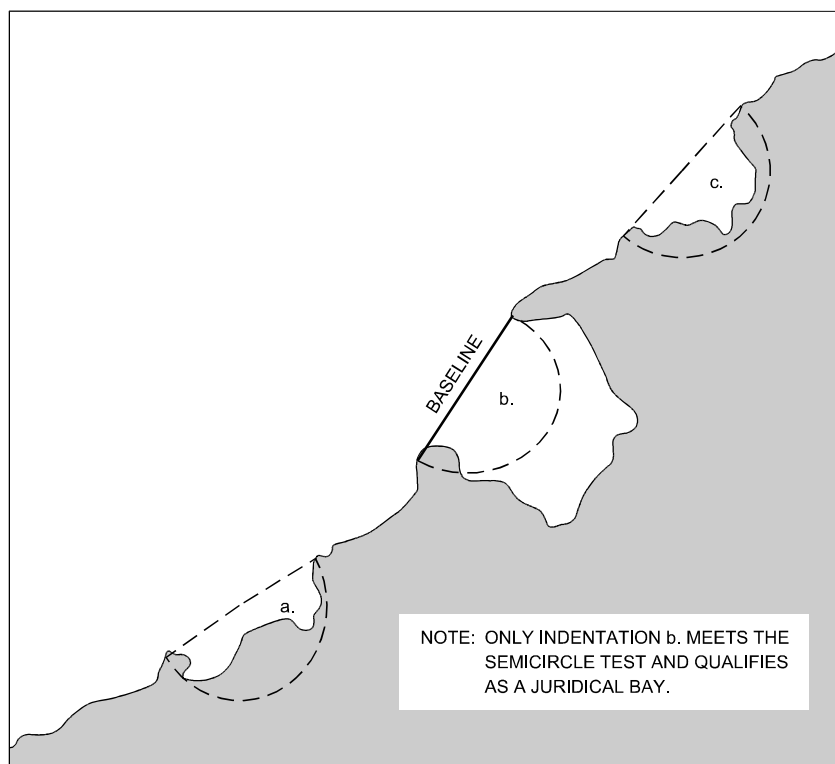 c.
BASELINE
b.
a.
NOTE: ONLY INDENTATION b. MEETS THE
SEMICIRCLE TEST AND QUALIFIES
AS A JURIDICAL BAY.